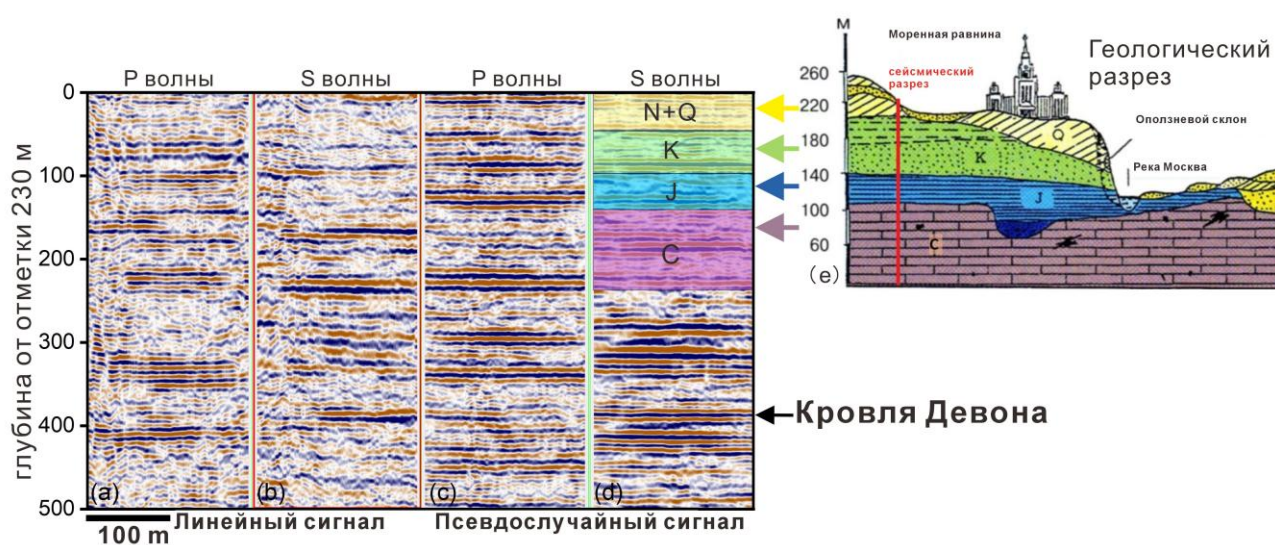 P волны
S волны
P волны
S волны
глубина от отметки 230 м
0
100
200
300
400
500
N+Q
K
J
C
(a)
(b)
(c)
(d)
100 m
Линейный сигнал
Псевдослучайный сигнал
Кровля Девона
М
260
220
180
140
100
60
(e)
Моренная равнина
Геологический
разрез
сейсмический
разрез
Оползневой склон
Река Москва
Q
K
J
C